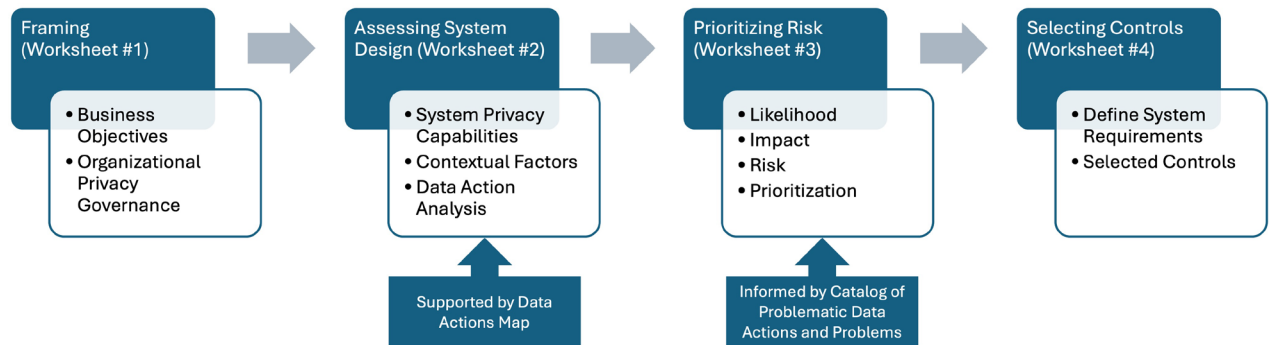 Framing
(Worksheet #1)
• Business
Objectives
• Organizational
Privacy
Governance
Assessing System
Design (Worksheet #2)
• System Privacy
Capabilities
• Contextual Factors
• Data Action
Analysis
Supported by Data
Actions Map
Prioritizing Risk
(Worksheet #3)
• Likelihood
• Impact
• Risk
• Prioritization
Informed by Catalog of
Problematic Data
Actions and Problems
Selecting Controls
(Worksheet #4)
• Define System
Requirements
• Selected Controls